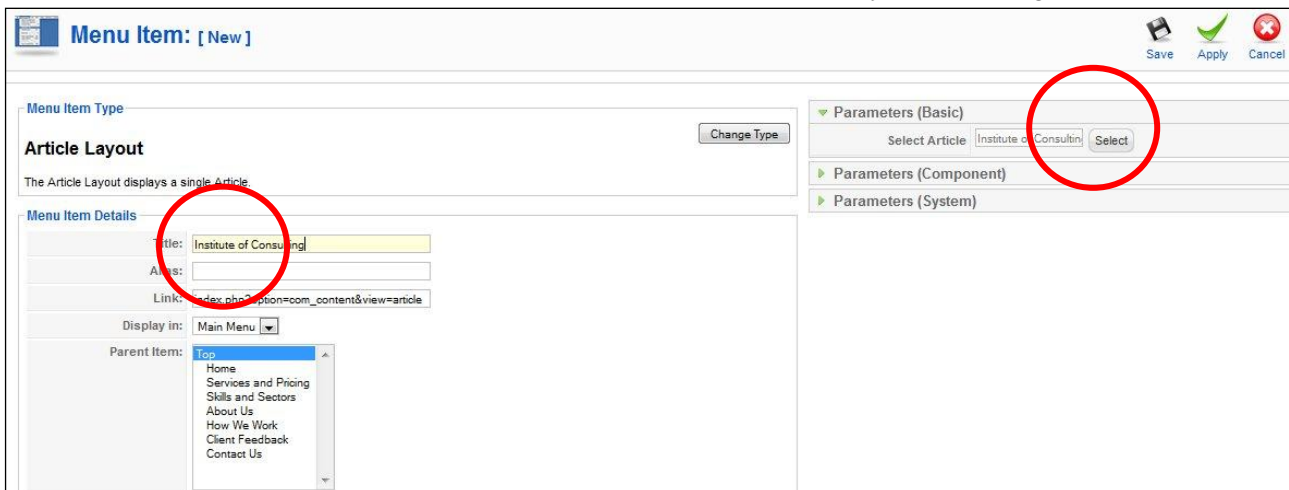 Menu Item: [ New ]
Save Apply Cancel
Menu Item Type
Change Type
Article Layout
The Article Layout displays a single Article.
Menu Item Details
Title: Institute of Consulting
Alias:
Link: index.php?option=com_content&view=article
Display in: Main Menu
Parent Item: Top
Home
Services and Pricing
Skills and Sectors
About Us
How We Work
Client Feedback
Contact Us
Parameters (Basic)
Select Article Institute of Consultin Select
Parameters (Component)
Parameters (System)